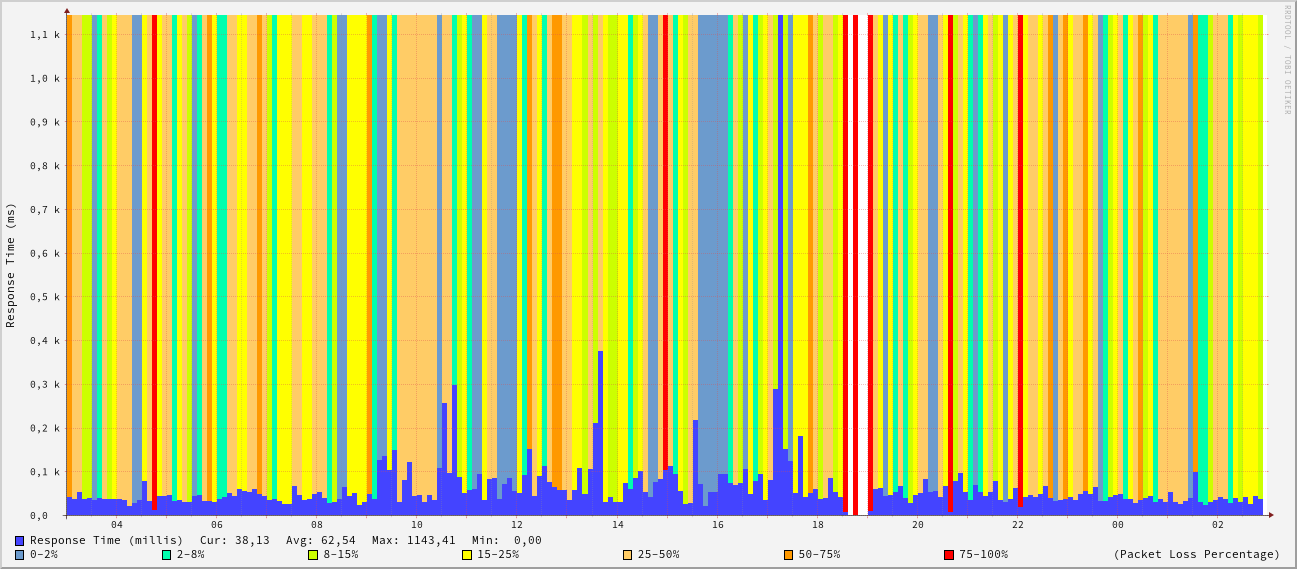 RRDTOOL / TOBI OETIKER
Response Time (ms)
1,1 k
1,0 k
0,9 k
0,8 k
0,7 k
0,6 k
0,5 k
0,4 k
0,3 k
0,2 k
0,1 k
0,0
04 06 08 10 12 14 16 18 20 22 00 02
Response Time (millis) Cur: 38,13 Avg: 62,54 Max: 1143,41 Min: 0,00
0-2% 2-8% 8-15% 15-25% 25-50% 50-75% 75-100% (Packet Loss Percentage)